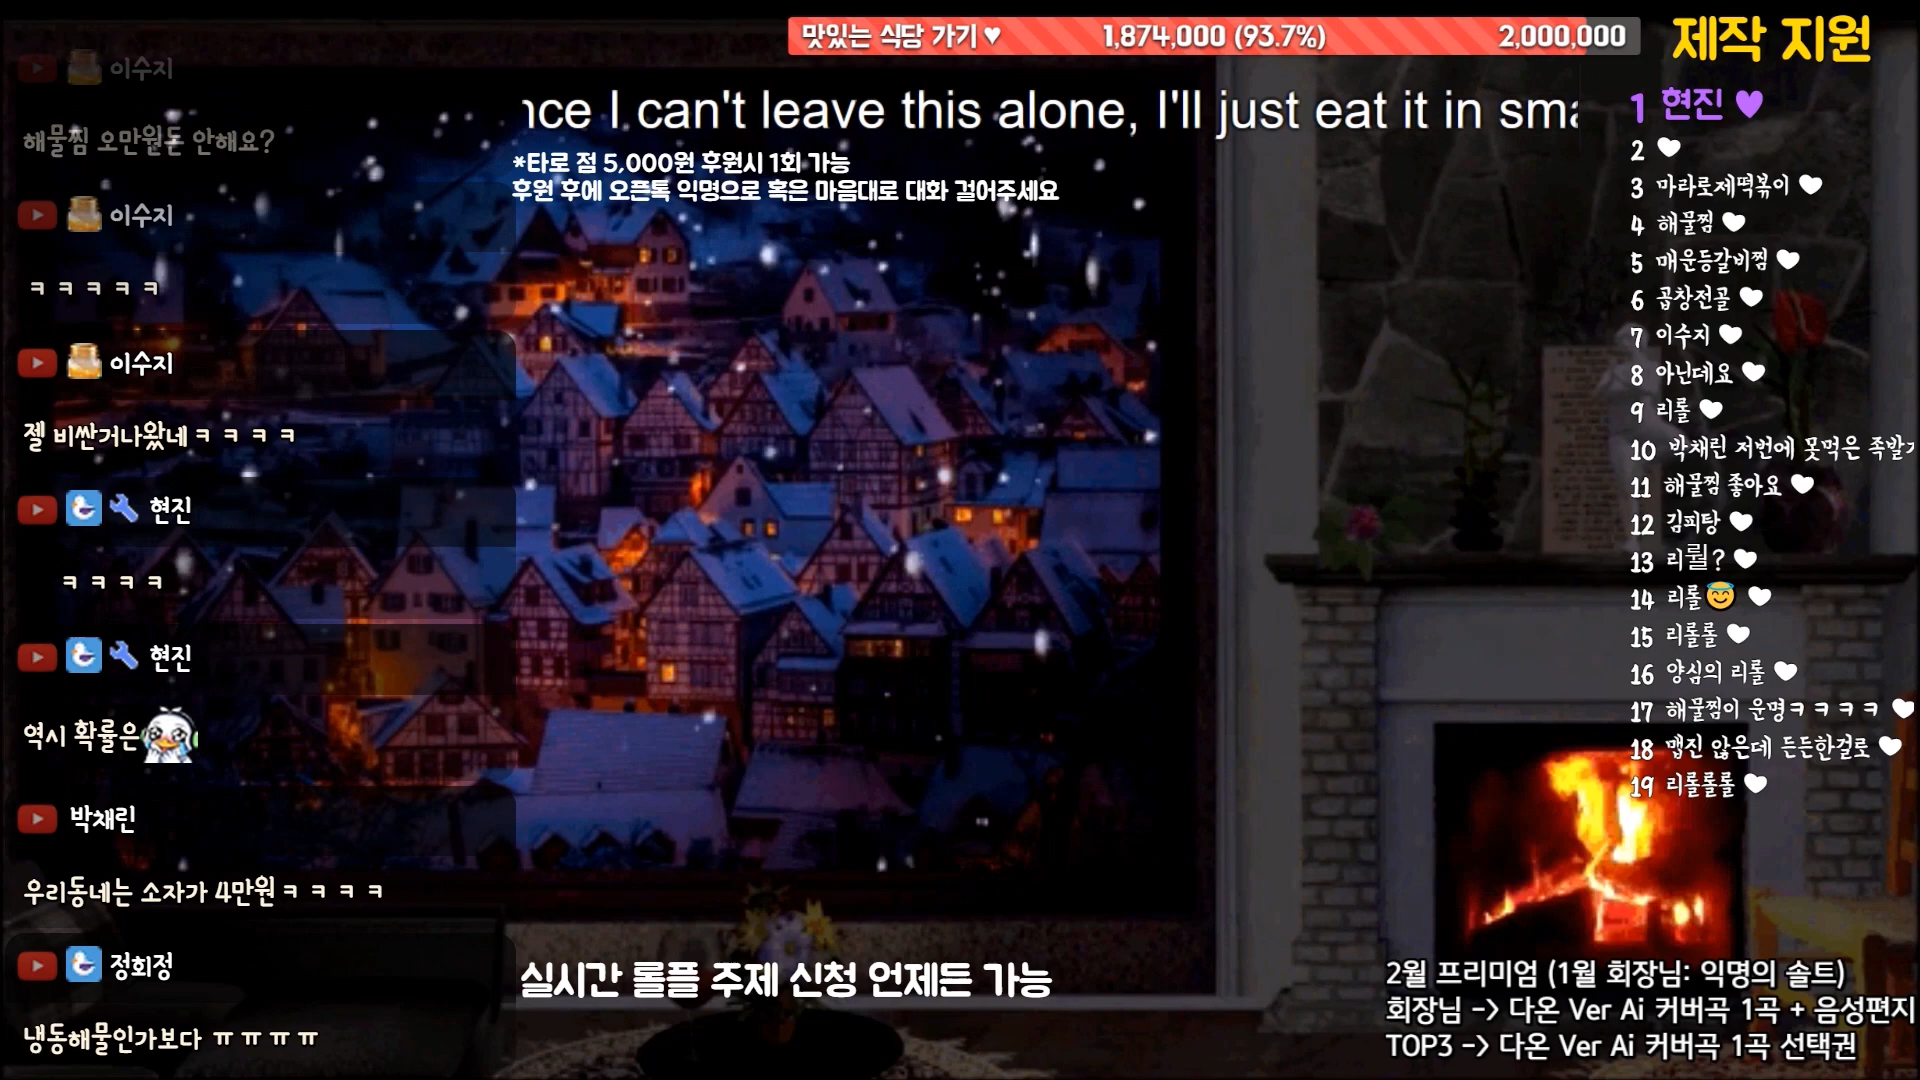 맛있는 식당 가기 ♥ 1,874,000 (93.7%) 2,000,000
제작 지원
I can't leave this alone, I'll just eat it in
*타로 점 5,000원 후원시 1회 가능
후원 후에 오픈톡 익명으로 혹은 마음대로 대화 걸어주세요
이수지
해물찜 오만원돈 안해요?
이수지
ㅋㅋㅋㅋㅋ
이수지
젤 비싼거나왔네ㅋㅋㅋㅋ
현진
ㅋㅋㅋㅋ
현진
역시 확률은
박채린
우리동네는 소자가 4만원ㅋㅋㅋㅋ
정회정
냉동해물인가보다 ㅠㅠㅠㅠ
1 현진 ♥
2 ♥
3 마라로제떡볶이 ♥
4 해물찜 ♥
5 매운등갈비찜 ♥
6 곱창전골 ♥
7 이수지 ♥
8 아닌데요 ♥
9 리롤 ♥
10 박채린 저번에 못먹은
11 해물찜 좋아요 ♥
12 김피탕 ♥
13 리뤌? ♥
14 리롤😇 ♥
15 리롤롤 ♥
16 양심의 리롤 ♥
17 해물찜이 운명ㅋㅋㅋㅋ ♥
18 맵진 않은데 든든한걸로 ♥
19 리롤롤롤 ♥
실시간 롤플 주제 신청 언제든 가능
2월 프리미엄 (1월 회장님: 익명의 솔트)
회장님 -> 다온 Ver Ai 커버곡 1곡 + 음성편지
TOP3 -> 다온 Ver Ai 커버곡 1곡 선택권